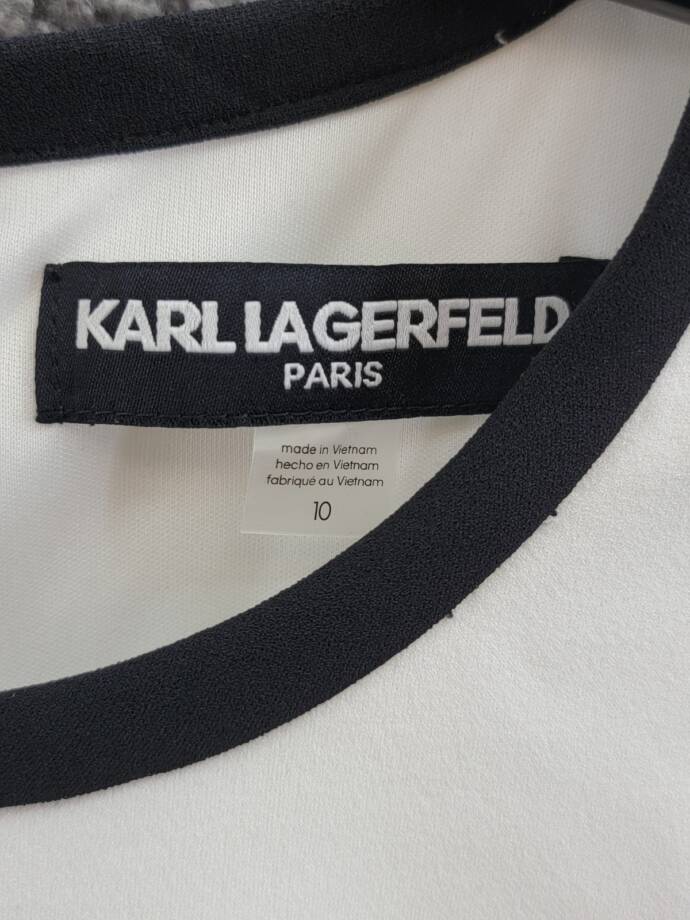 KARL LAGERFELD
PARIS
made in Vietnam
hecho en Vietnam
fabriqué au Vietnam
10